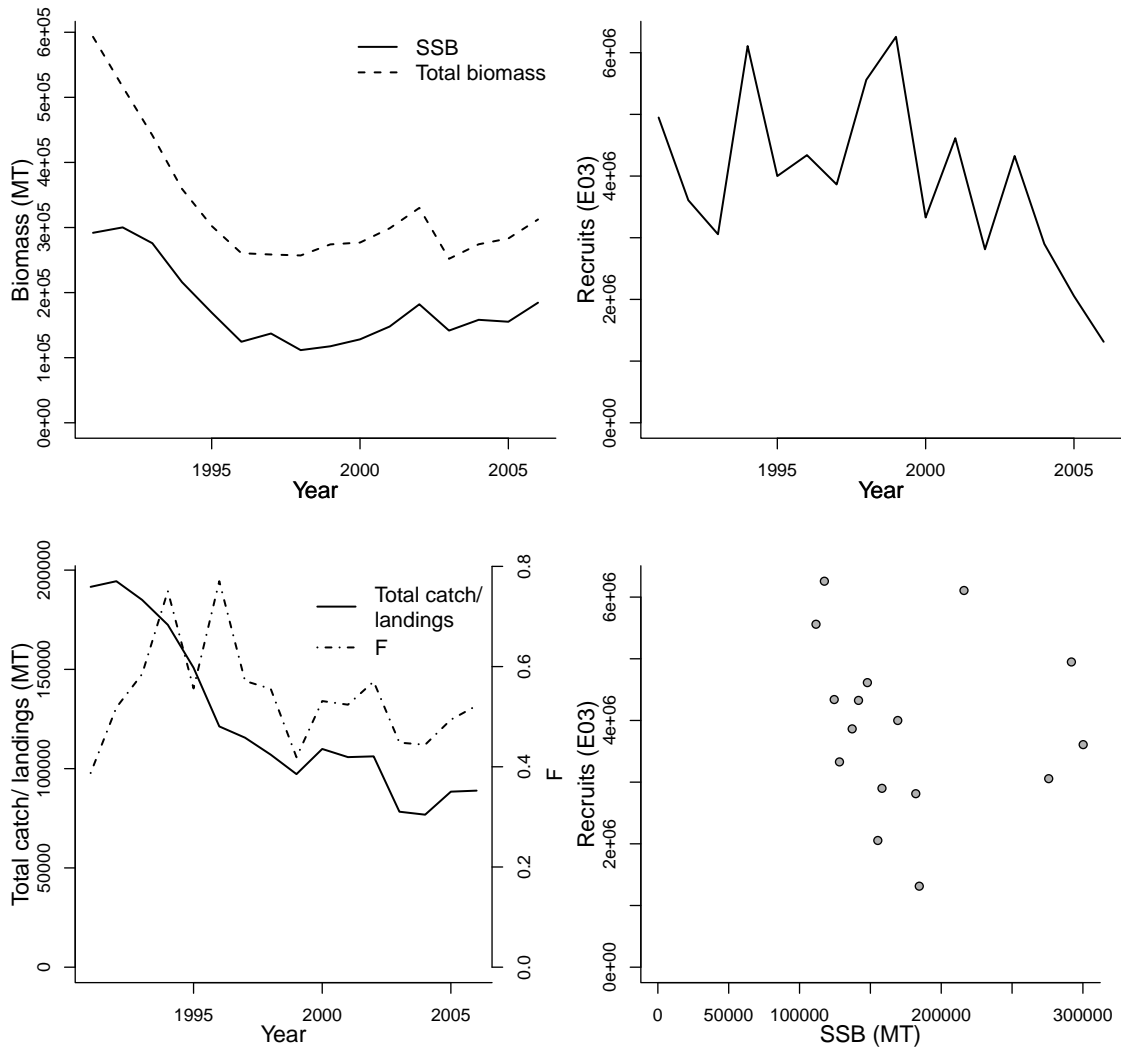 SSB
Total biomass
Biomass (MT)
0e+00
1e+05
2e+05
3e+05
4e+05
5e+05
6e+05
1995
2000
2005
Year
Recruits (E03)
0e+00
2e+06
4e+06
6e+06
1995
2000
2005
Year
Total catch/
landings
F
Total catch/ landings (MT)
0
50000
100000
150000
200000
F
0.0
0.2
0.4
0.6
0.8
1995
2000
2005
Year
Recruits (E03)
0e+00
2e+06
4e+06
6e+06
0
50000
100000
200000
300000
SSB (MT)